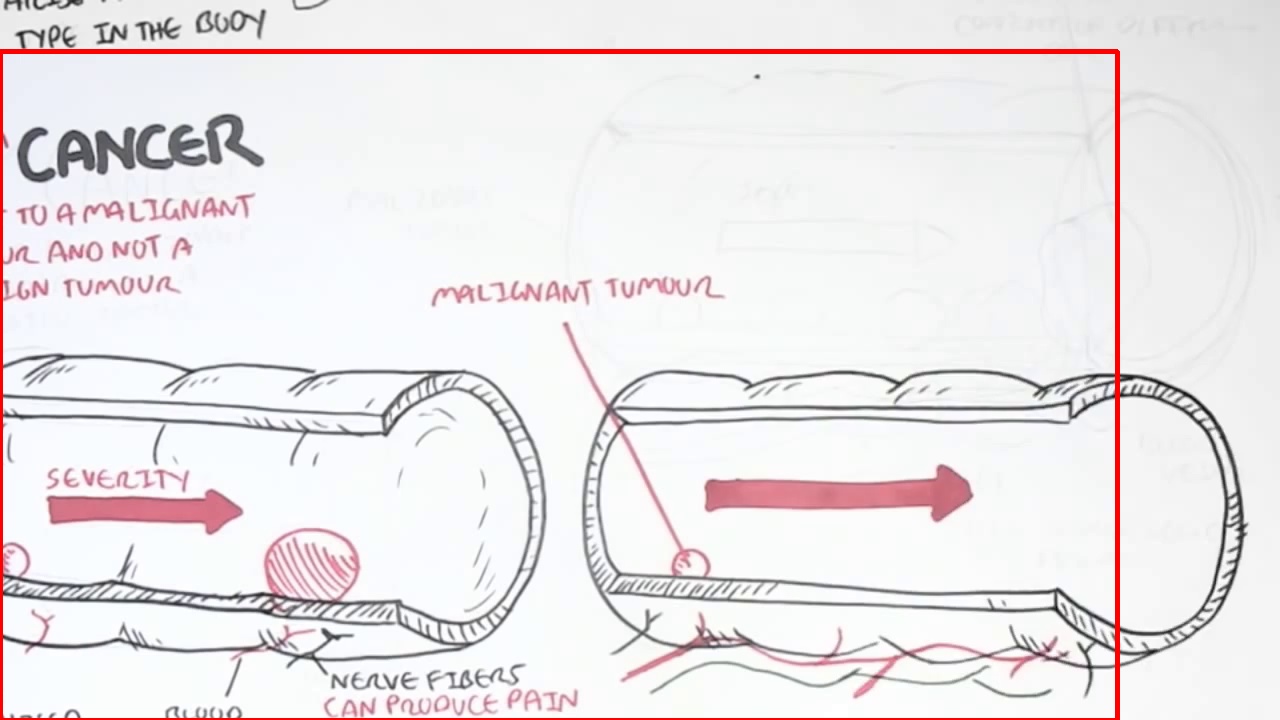 TYPE IN THE BODY
CANCER
TO A MALIGNANT
UR AND NOT A
IGN TUMOUR
MALIGNANT TUMOUR
SEVERITY
NERVE FIBERS
CAN PRODUCE PAIN
BLOOD